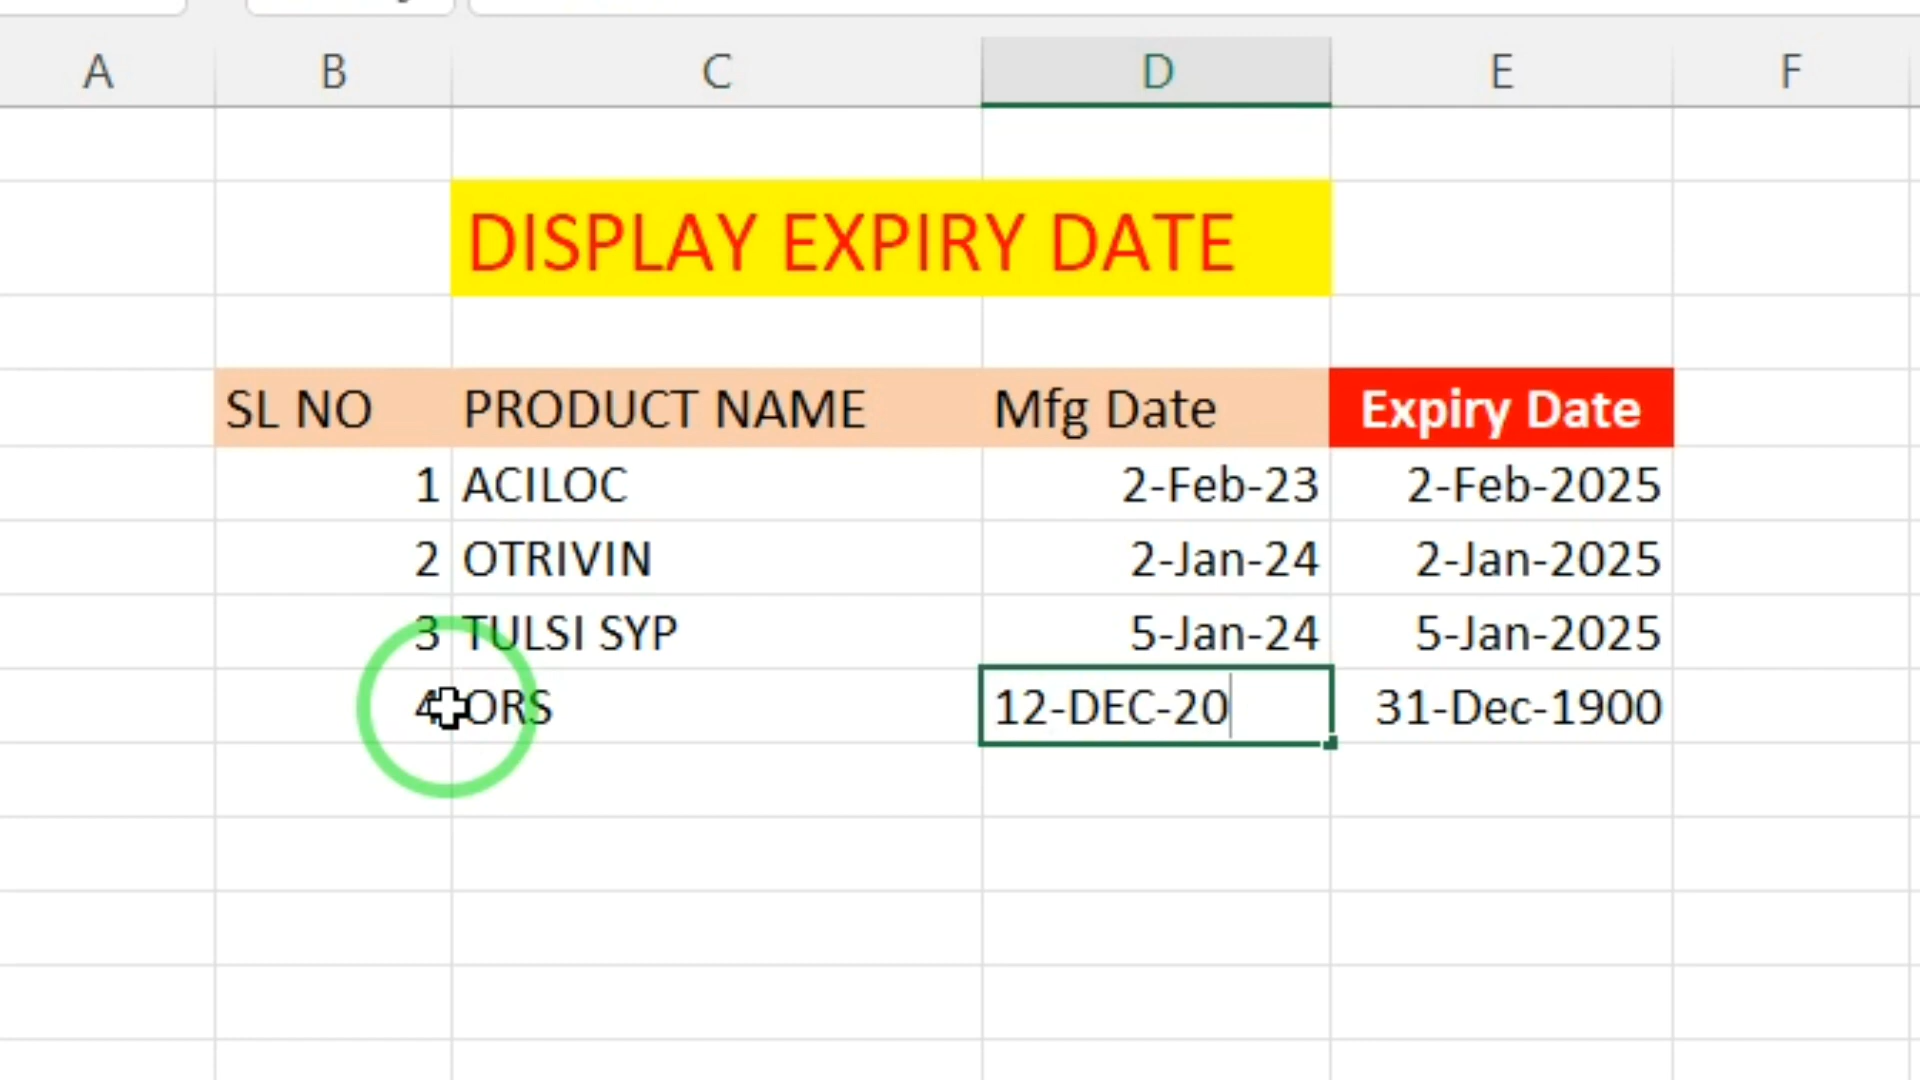 A B C D E F
DISPLAY EXPIRY DATE
SL NO PRODUCT NAME Mfg Date Expiry Date
1 ACILOC 2-Feb-23 2-Feb-2025
2 OTRIVIN 2-Jan-24 2-Jan-2025
3 TULSI SYP 5-Jan-24 5-Jan-2025
4 ORS 12-DEC-20 31-Dec-1900